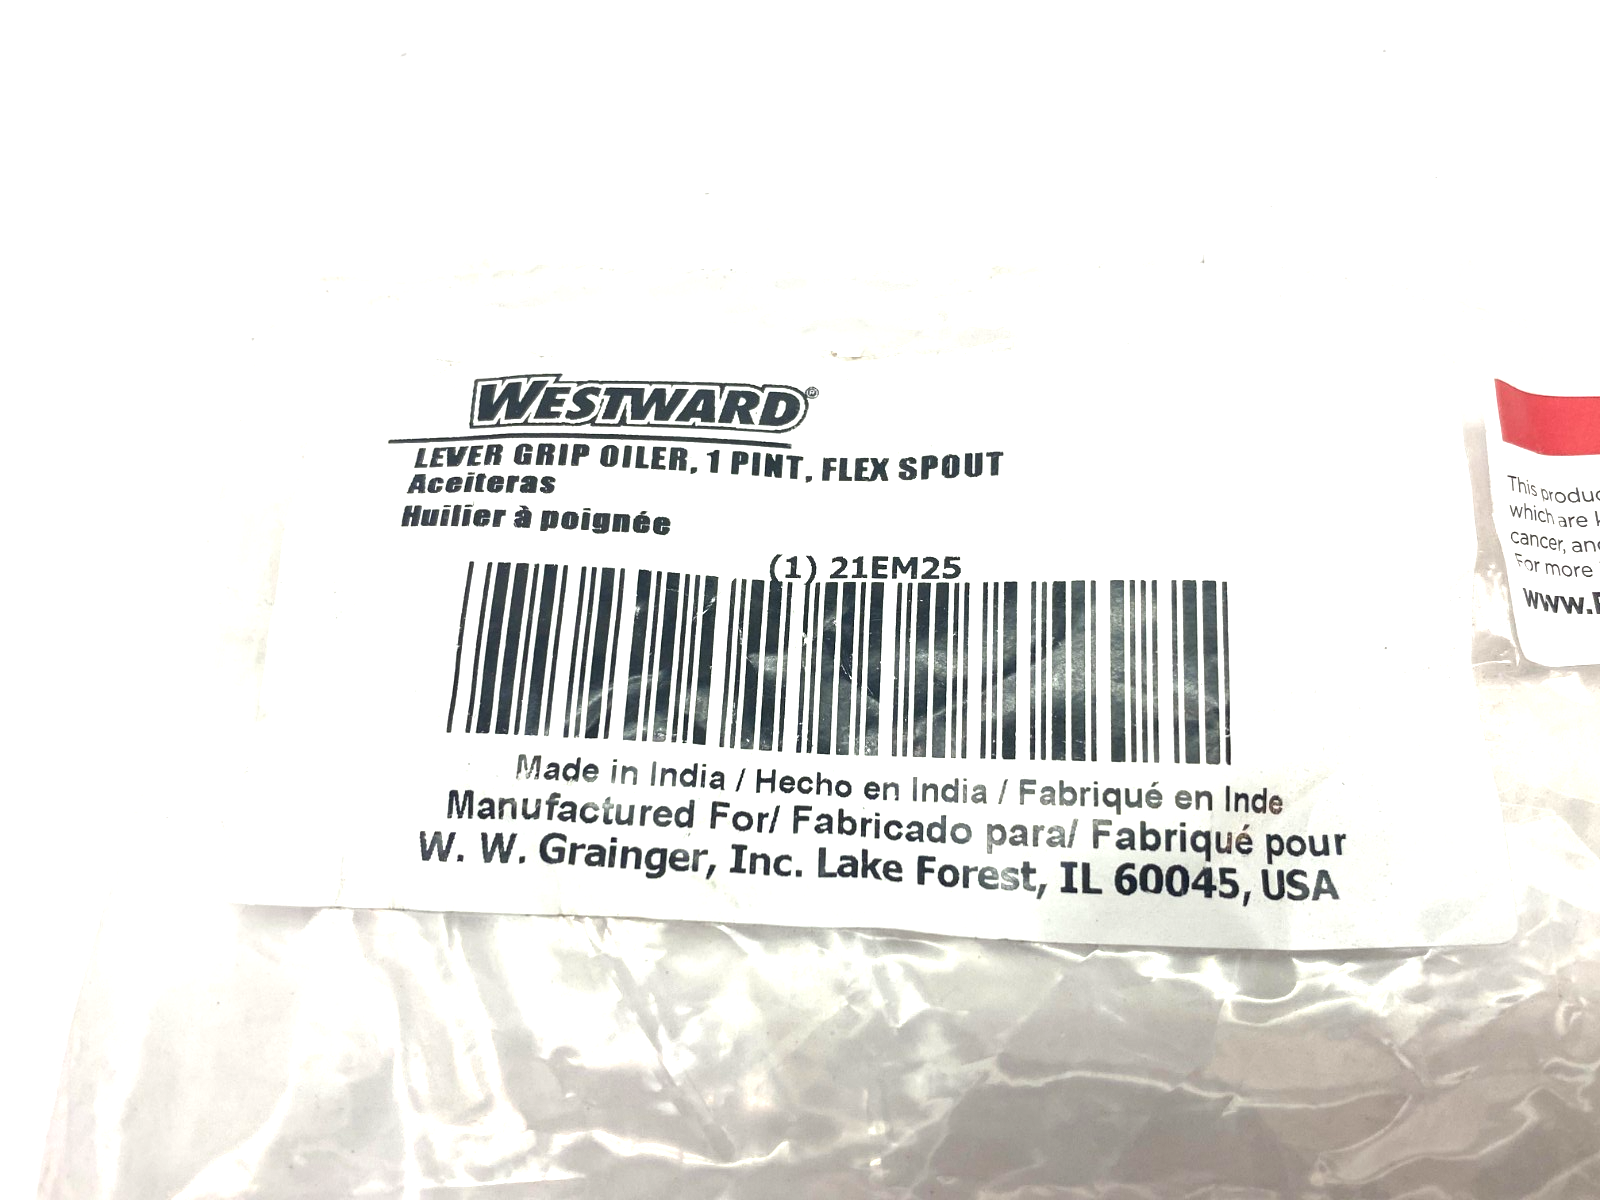 WESTWARD®
LEVER GRIP OILER, 1 PINT, FLEX SPOUT
Aceiteras
Huilier à poignée
(1) 21EM25
Made in India / Hecho en India / Fabriqué en Inde
Manufactured For/ Fabricado para/ Fabriqué pour
W. W. Grainger, Inc. Lake Forest, IL 60045, USA
This
which are
cancer,
For more
www.